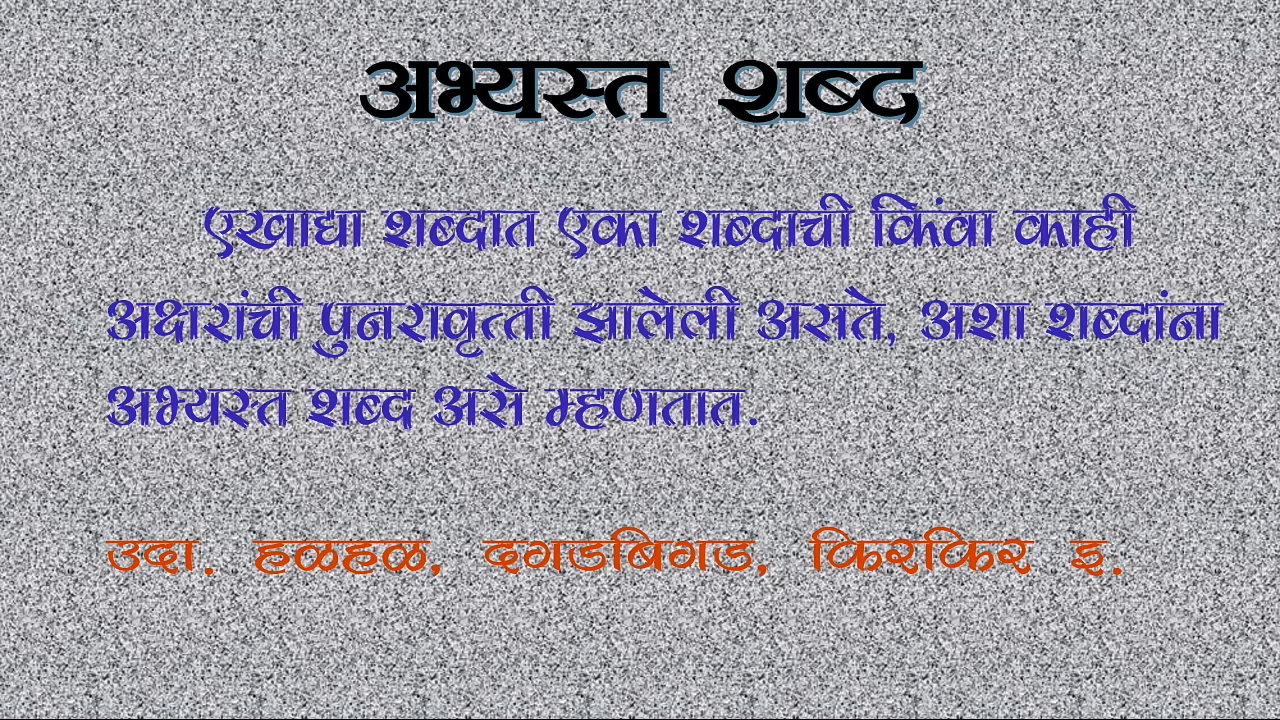 अभ्यस्त शब्द
एखाद्या शब्दात एका शब्दाची किंवा काही
अक्षरांची पुनरावृत्ती झालेली असते, अशा शब्दांना
अभ्यस्त शब्द असे म्हणतात.
उदा. हळहळ, दगडबिगड, किरकिर इ.